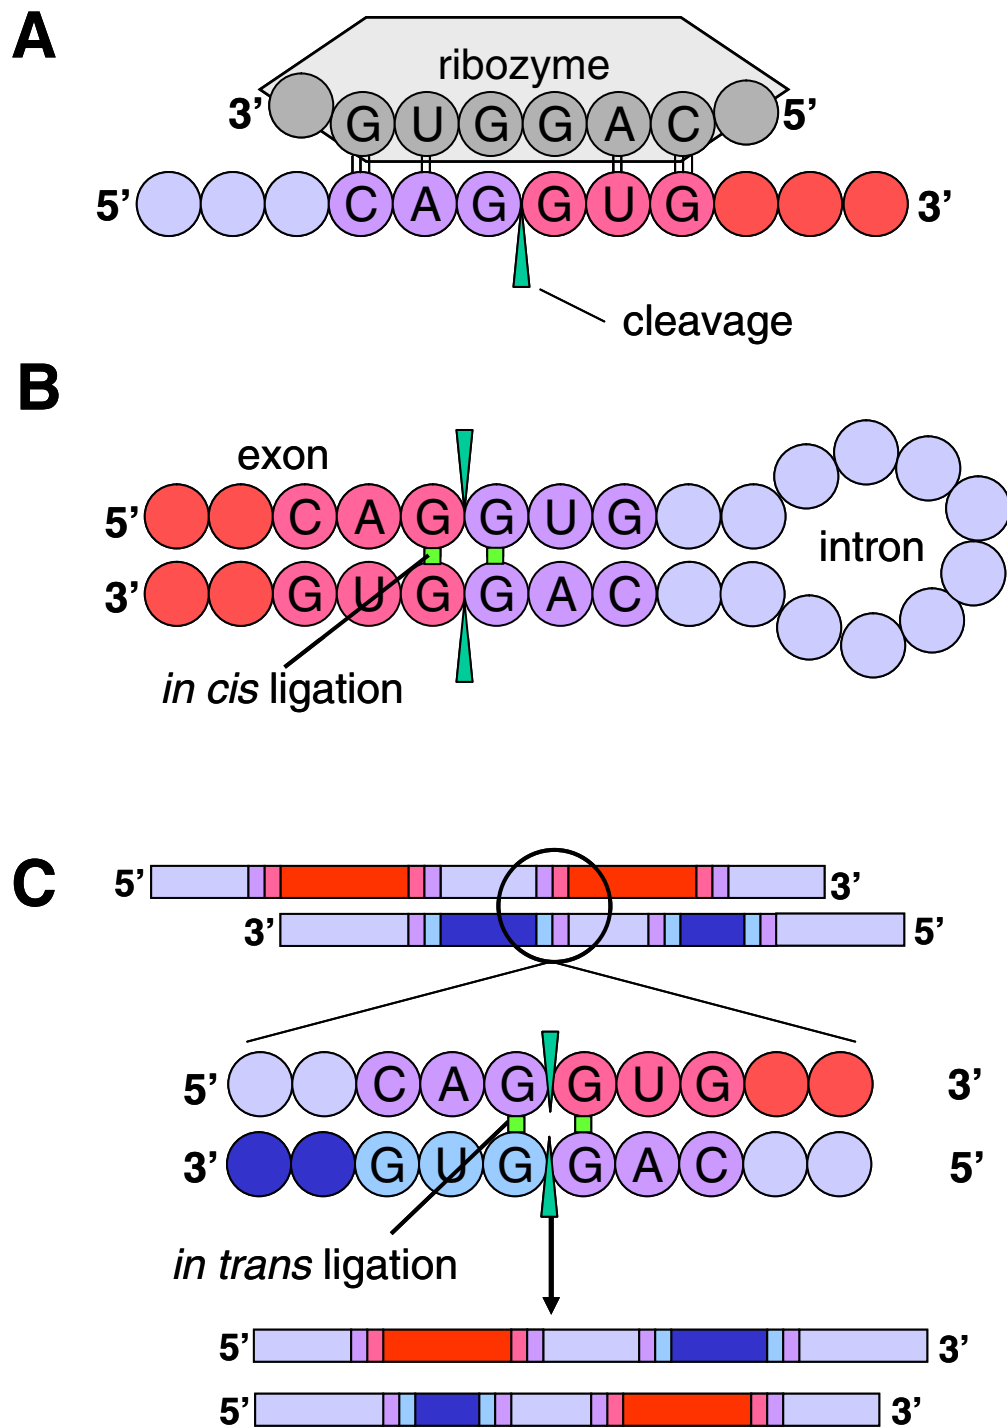 A
ribozyme
3’ G U G G A C 5’
5’ C A G G U G 3’
cleavage
B
exon
5’ C A G G U G
intron
3’ G U G G A C
in cis ligation
C
5’ 3’
3’ 5’
5’ C A G G U G 3’
3’ G U G G A C 5’
in trans ligation
5’ 3’
5’ 3’